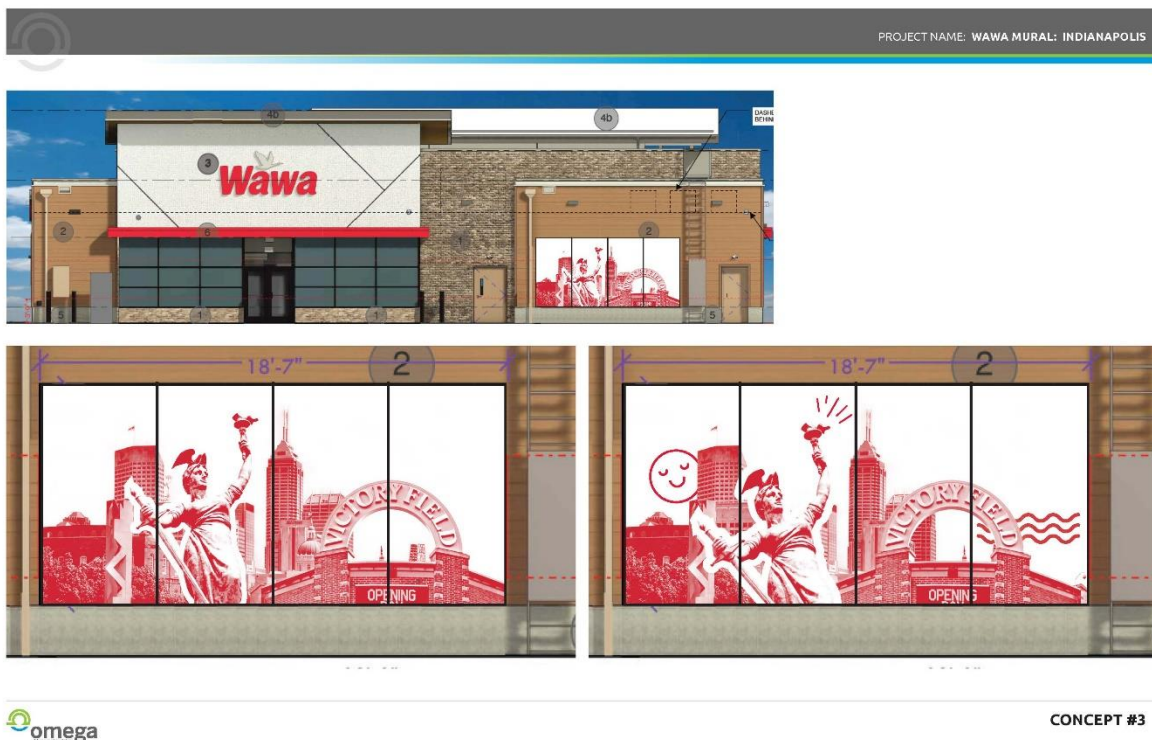 PROJECT NAME: WAWA MURAL: INDIANAPOLIS
4b
4b
3
Wawa
2
6
1
2
5
1
1
5
18'-7"
2
VICTORY FIELD
OPENING
18'-7"
2
VICTORY FIELD
OPENING
omega
CONCEPT #3